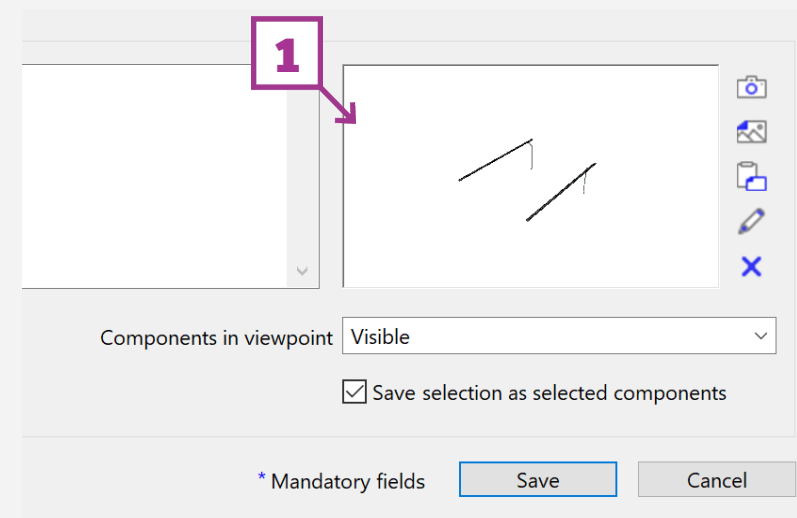 1
Components in viewpoint Visible
Save selection as selected components
* Mandatory fields Save Cancel